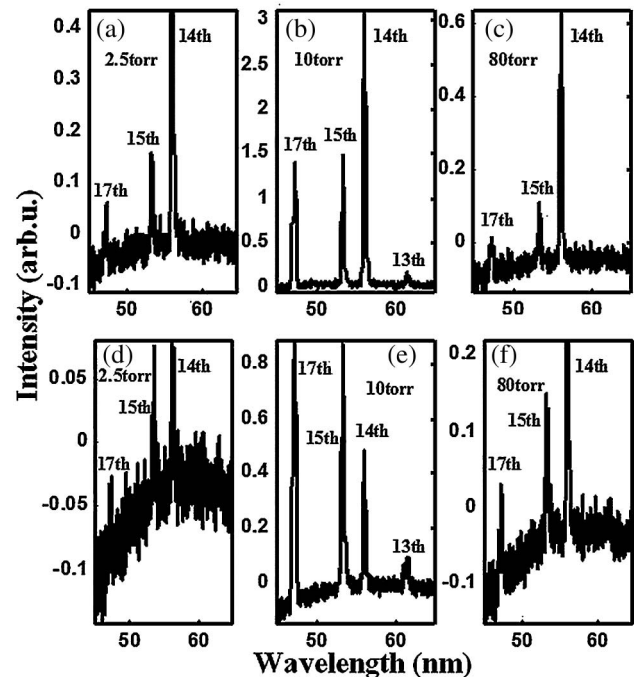 (a) 2.5torr 14th 15th 17th
0.4 0.3 0.2 0.1 0 -0.1
50 60
(b) 10torr 14th 15th 17th 13th
3 2.5 2 1.5 1 0.5 0
50 60
(c) 80torr 14th 15th 17th
0.6 0.4 0.2 0
50 60
(d) 2.5torr 14th 15th 17th
0.05 0 -0.05 -0.1
50 60
(e) 10torr 17th 15th 14th 13th
0.8 0.6 0.4 0.2 0
50 60
(f) 80torr 14th 15th 17th
0.2 0.1 0 -0.1
50 60
Intensity (arb.u.)
Wavelength (nm)